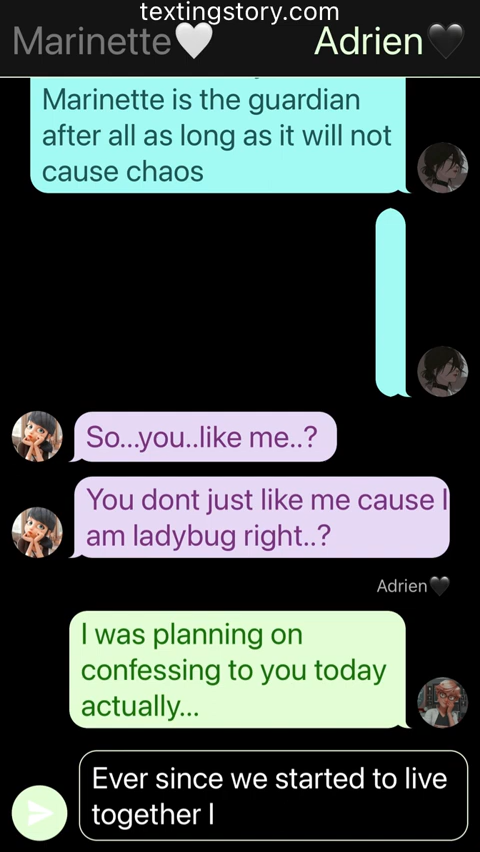 textingstory.com
Marinette🤍 Adrien🖤
Marinette is the guardian
after all as long as it will not
cause chaos
So...you..like me..?
You dont just like me cause I
am ladybug right..?
Adrien🖤
I was planning on
confessing to you today
actually...
Ever since we started to live
together I